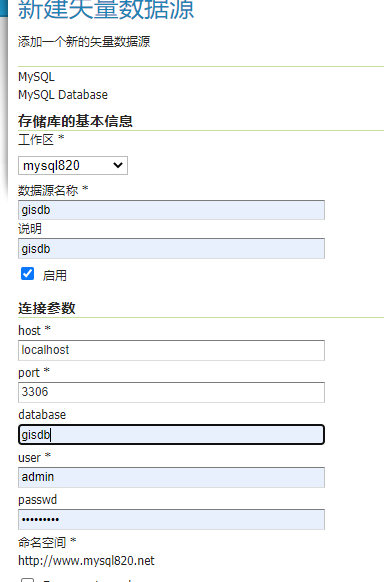 新建矢量数据源
添加一个新的矢量数据源
MySQL
MySQL Database
存储库的基本信息
工作区 *
mysql820
数据源名称 *
gisdb
说明
gisdb
启用
连接参数
host *
localhost
port *
3306
database
gisdb
user *
admin
passwd
•••••••••
命名空间 *
http://www.mysql820.net